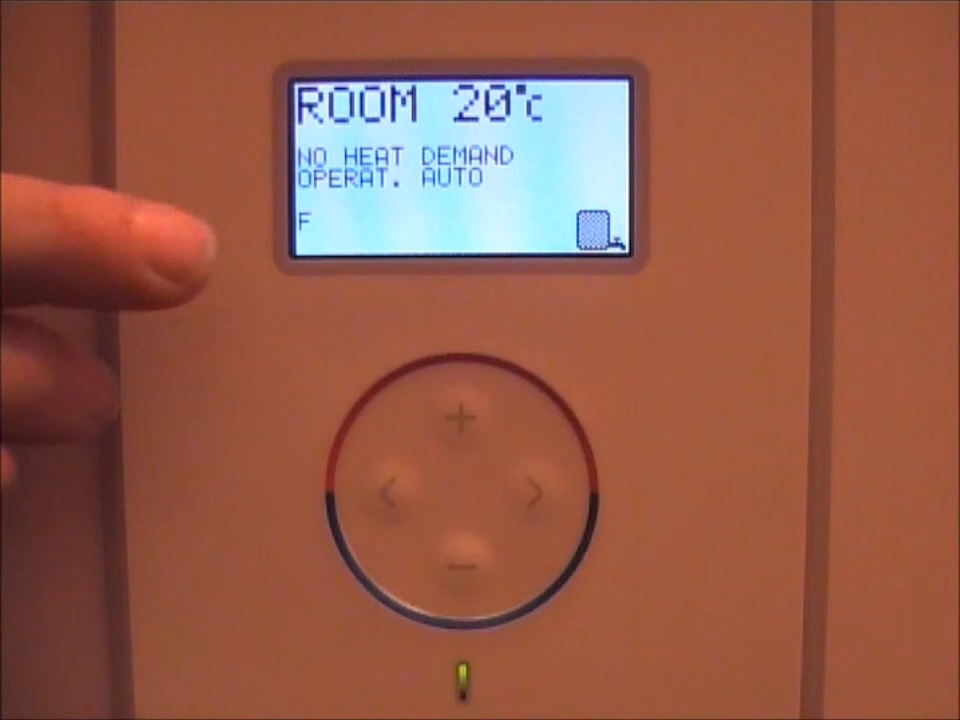 ROOM 20°C
NO HEAT DEMAND
OPERAT. AUTO
F
+
< >
−